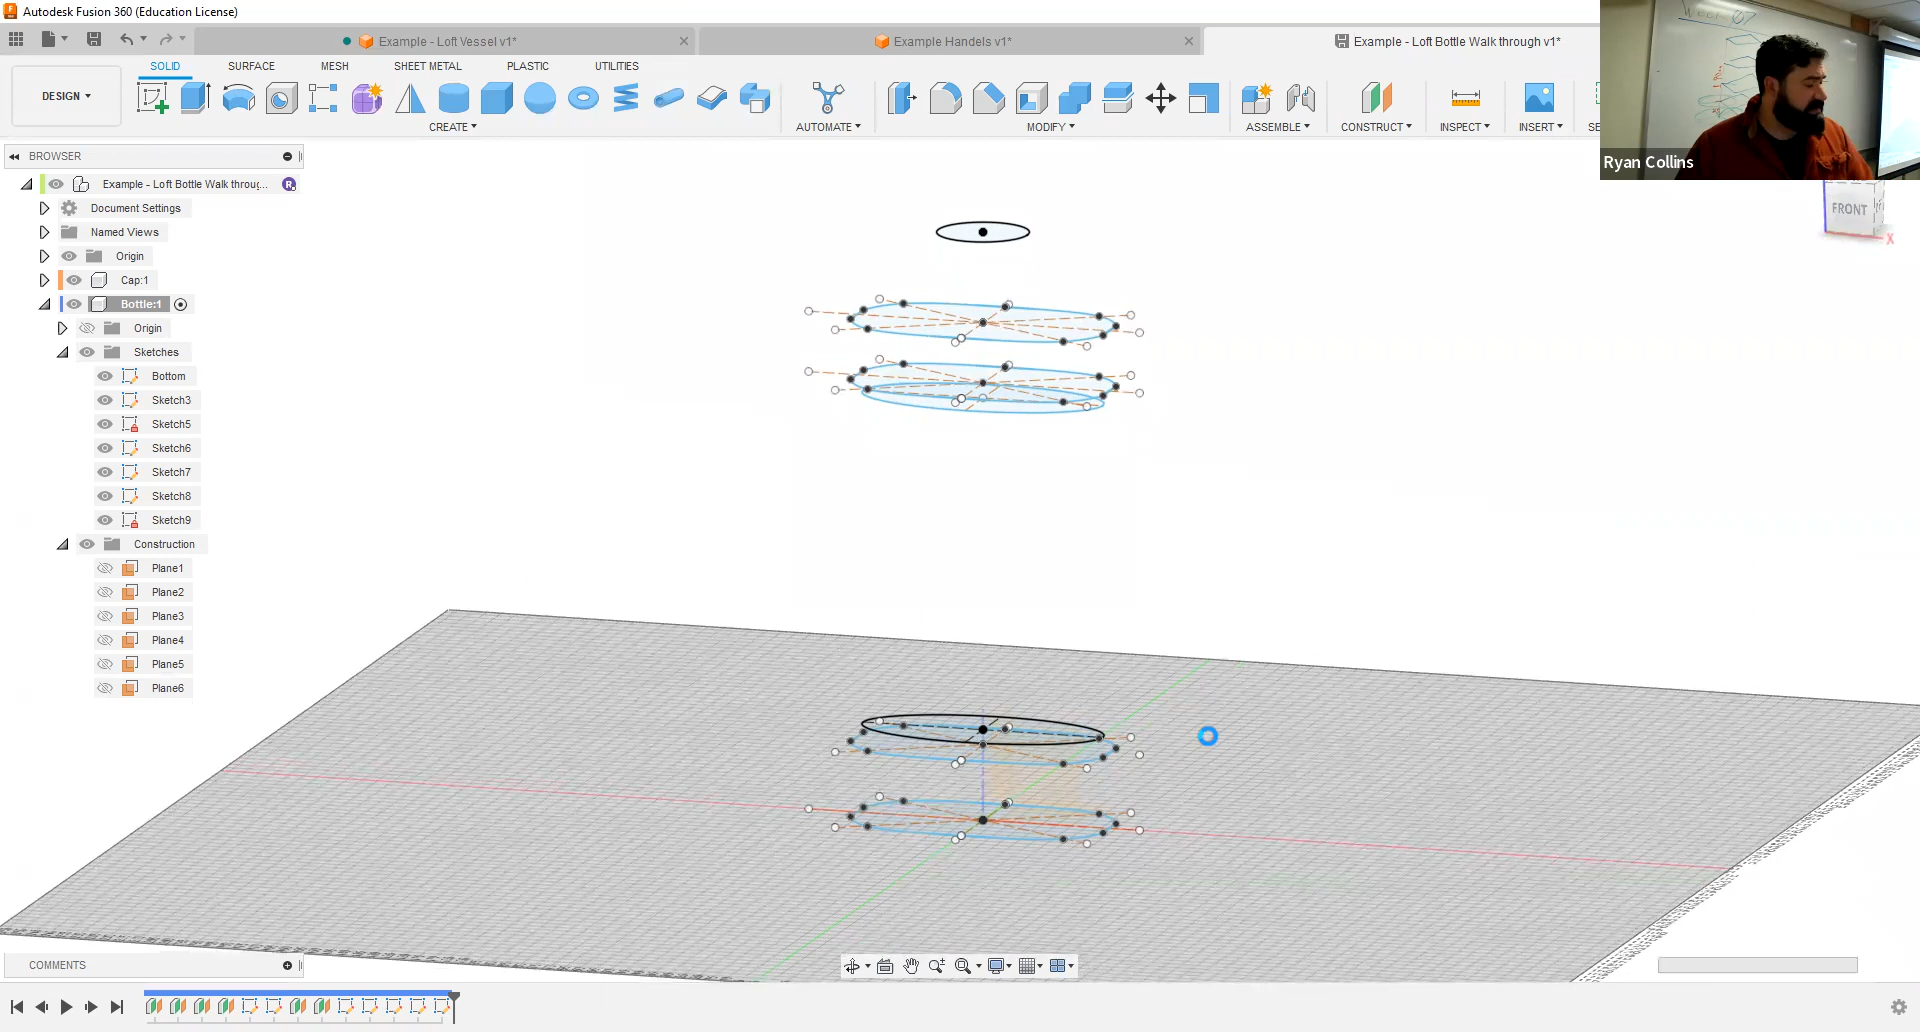 Autodesk Fusion 360 (Education License)
Example - Loft Vessel v1*
Example Handels v1*
Example - Loft Bottle Walk through v1*
SOLID
SURFACE
MESH
SHEET METAL
PLASTIC
UTILITIES
DESIGN
CREATE
AUTOMATE
MODIFY
ASSEMBLE
CONSTRUCT
INSPECT
INSERT
SE
Ryan Collins
FRONT
X
BROWSER
Example - Loft Bottle Walk throug...
R
Document Settings
Named Views
Origin
Cap:1
Bottle:1
Origin
Sketches
Bottom
Sketch3
Sketch5
Sketch6
Sketch7
Sketch8
Sketch9
Construction
Plane1
Plane2
Plane3
Plane4
Plane5
Plane6
COMMENTS